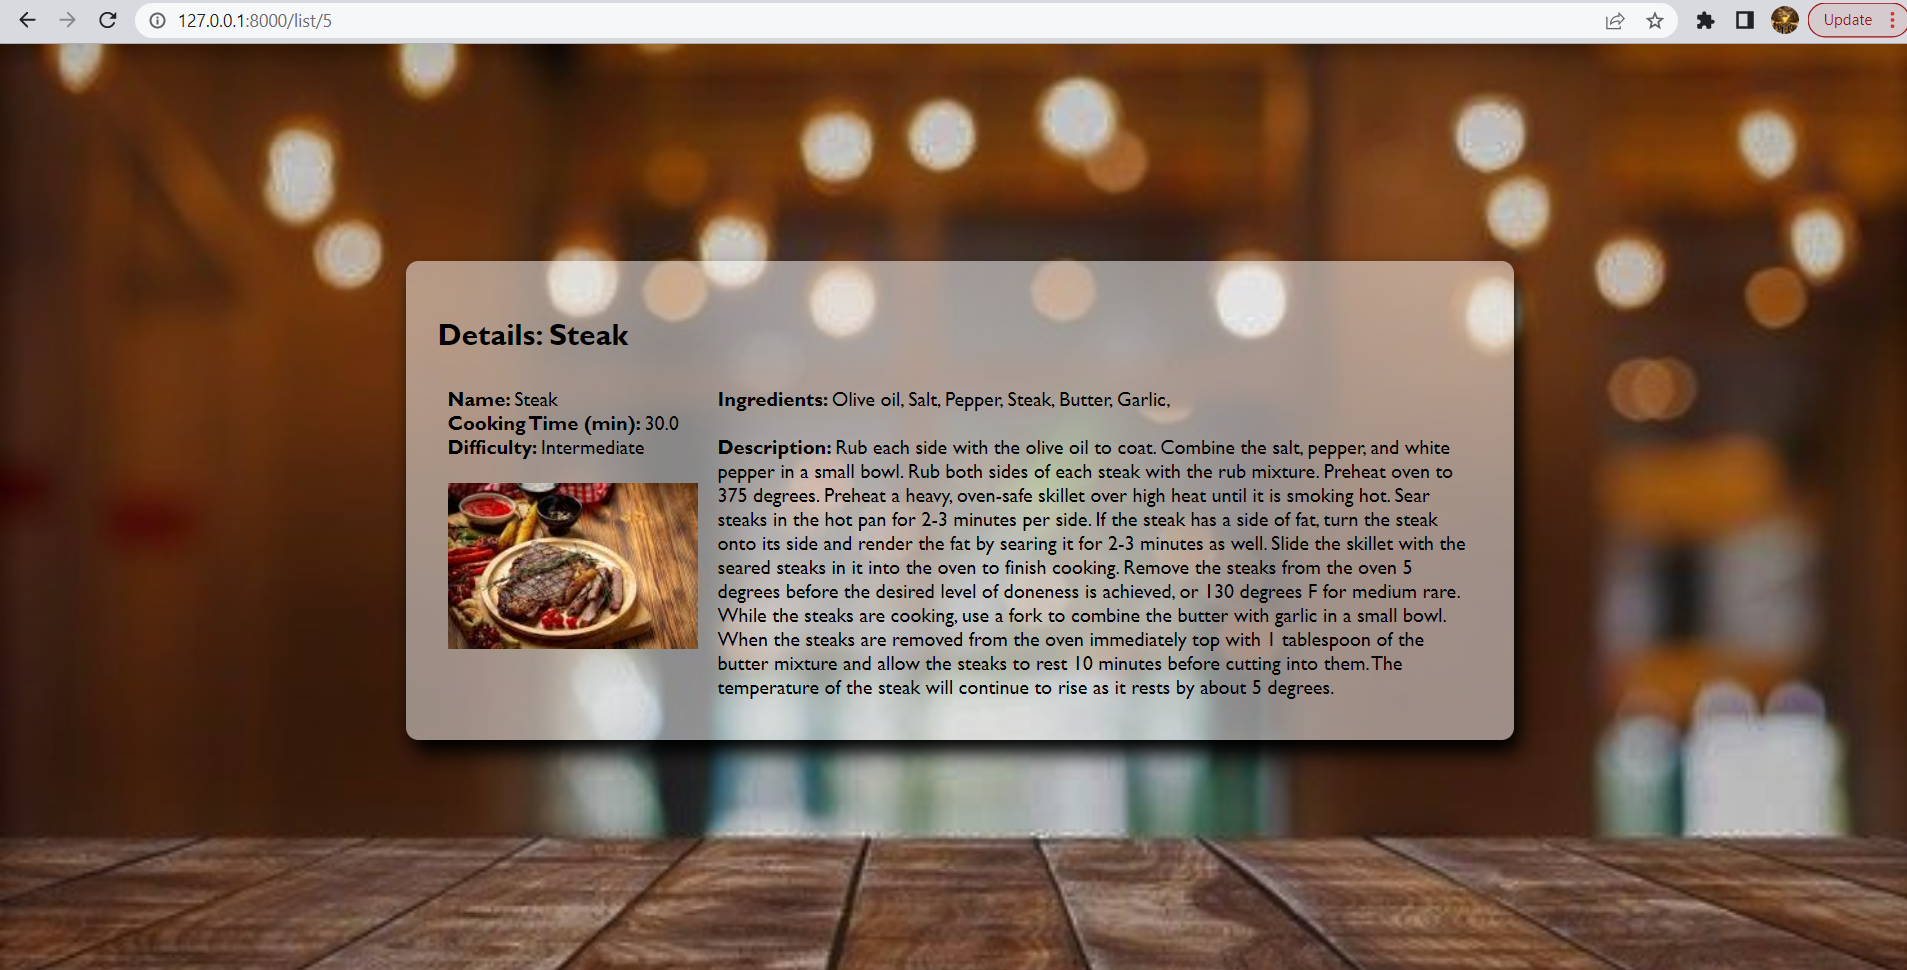 127.0.0.1:8000/list/5
Update
Details: Steak
Name: Steak
Cooking Time (min): 30.0
Difficulty: Intermediate
Ingredients: Olive oil, Salt, Pepper, Steak, Butter, Garlic,
Description: Rub each side with the olive oil to coat. Combine the salt, pepper, and white
pepper in a small bowl. Rub both sides of each steak with the rub mixture. Preheat oven to
375 degrees. Preheat a heavy, oven-safe skillet over high heat until it is smoking hot. Sear
steaks in the hot pan for 2-3 minutes per side. If the steak has a side of fat, turn the steak
onto its side and render the fat by searing it for 2-3 minutes as well. Slide the skillet with the
seared steaks in it into the oven to finish cooking. Remove the steaks from the oven 5
degrees before the desired level of doneness is achieved, or 130 degrees F for medium rare.
While the steaks are cooking, use a fork to combine the butter with garlic in a small bowl.
When the steaks are removed from the oven immediately top with 1 tablespoon of the
butter mixture and allow the steaks to rest 10 minutes before cutting into them. The
temperature of the steak will continue to rise as it rests by about 5 degrees.